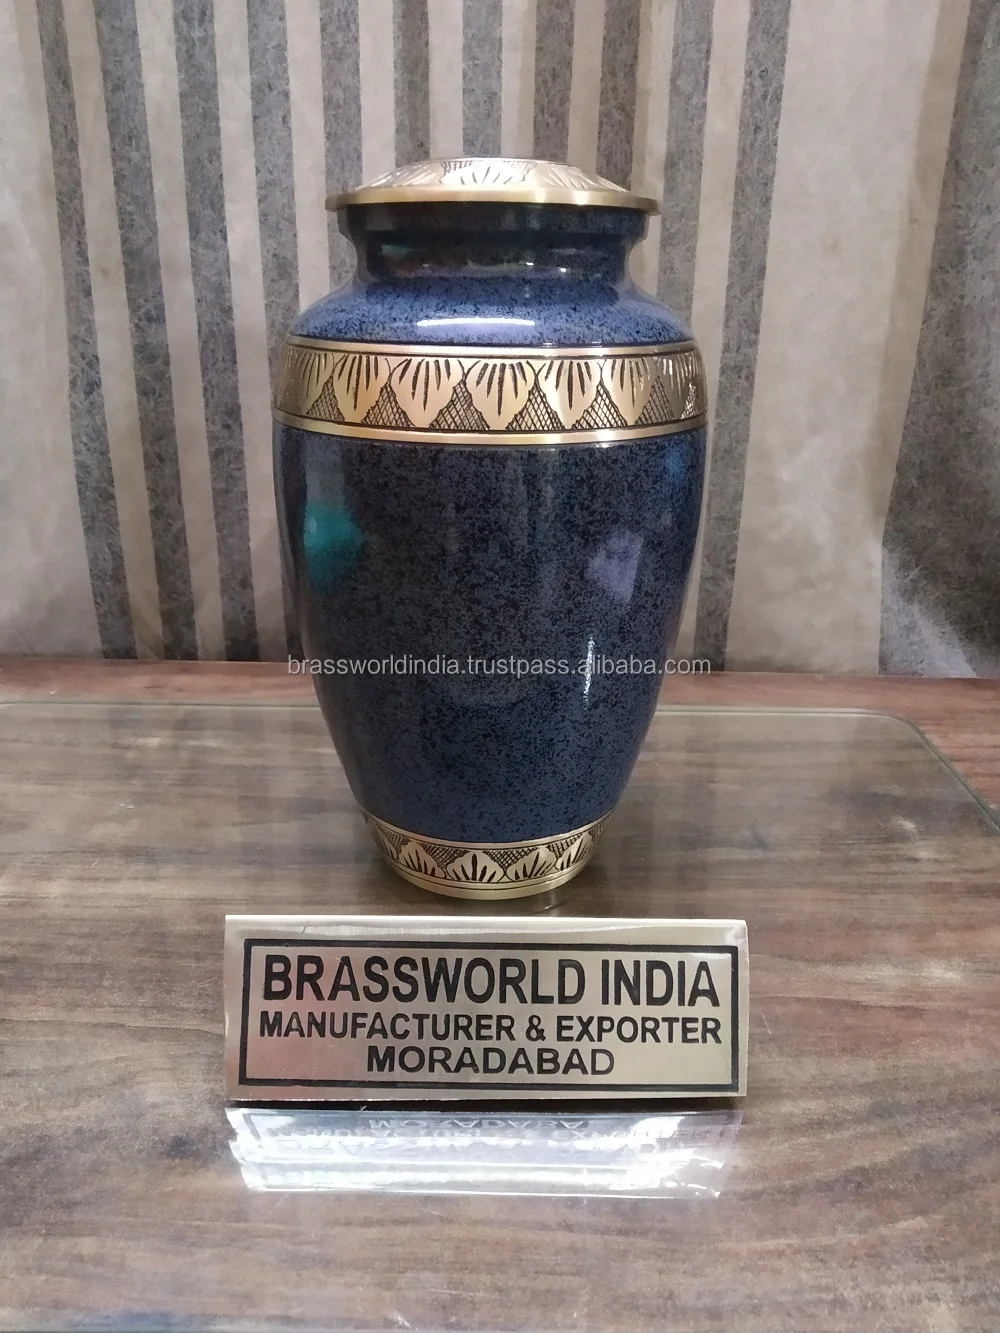 brassworldindia.trustpass.alibaba.com
BRASSWORLD INDIA
MANUFACTURER & EXPORTER
MORADABAD